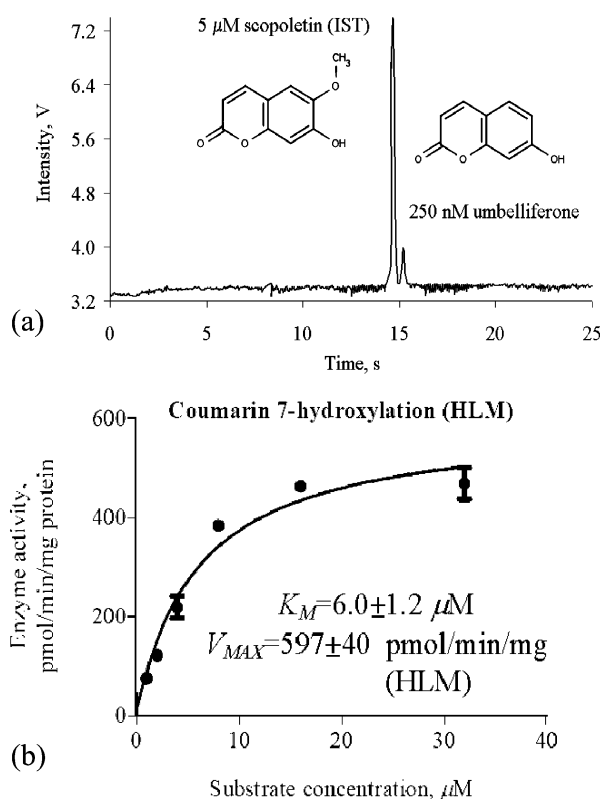 5 μM scopoletin (IST)
7.2
6.4
5.6
4.8
4.0
3.2
Intensity, V
CH3
O
O
O
OH
O
O
OH
250 nM umbelliferone
0
5
10
15
20
25
(a)
Time, s
Coumarin 7-hydroxylation (HLM)
600
400
200
0
Enzyme activity,
pmol/min/mg protein
KM=6.0±1.2 μM
VMAX=597±40 pmol/min/mg
(HLM)
0
10
20
30
40
(b)
Substrate concentration, μM